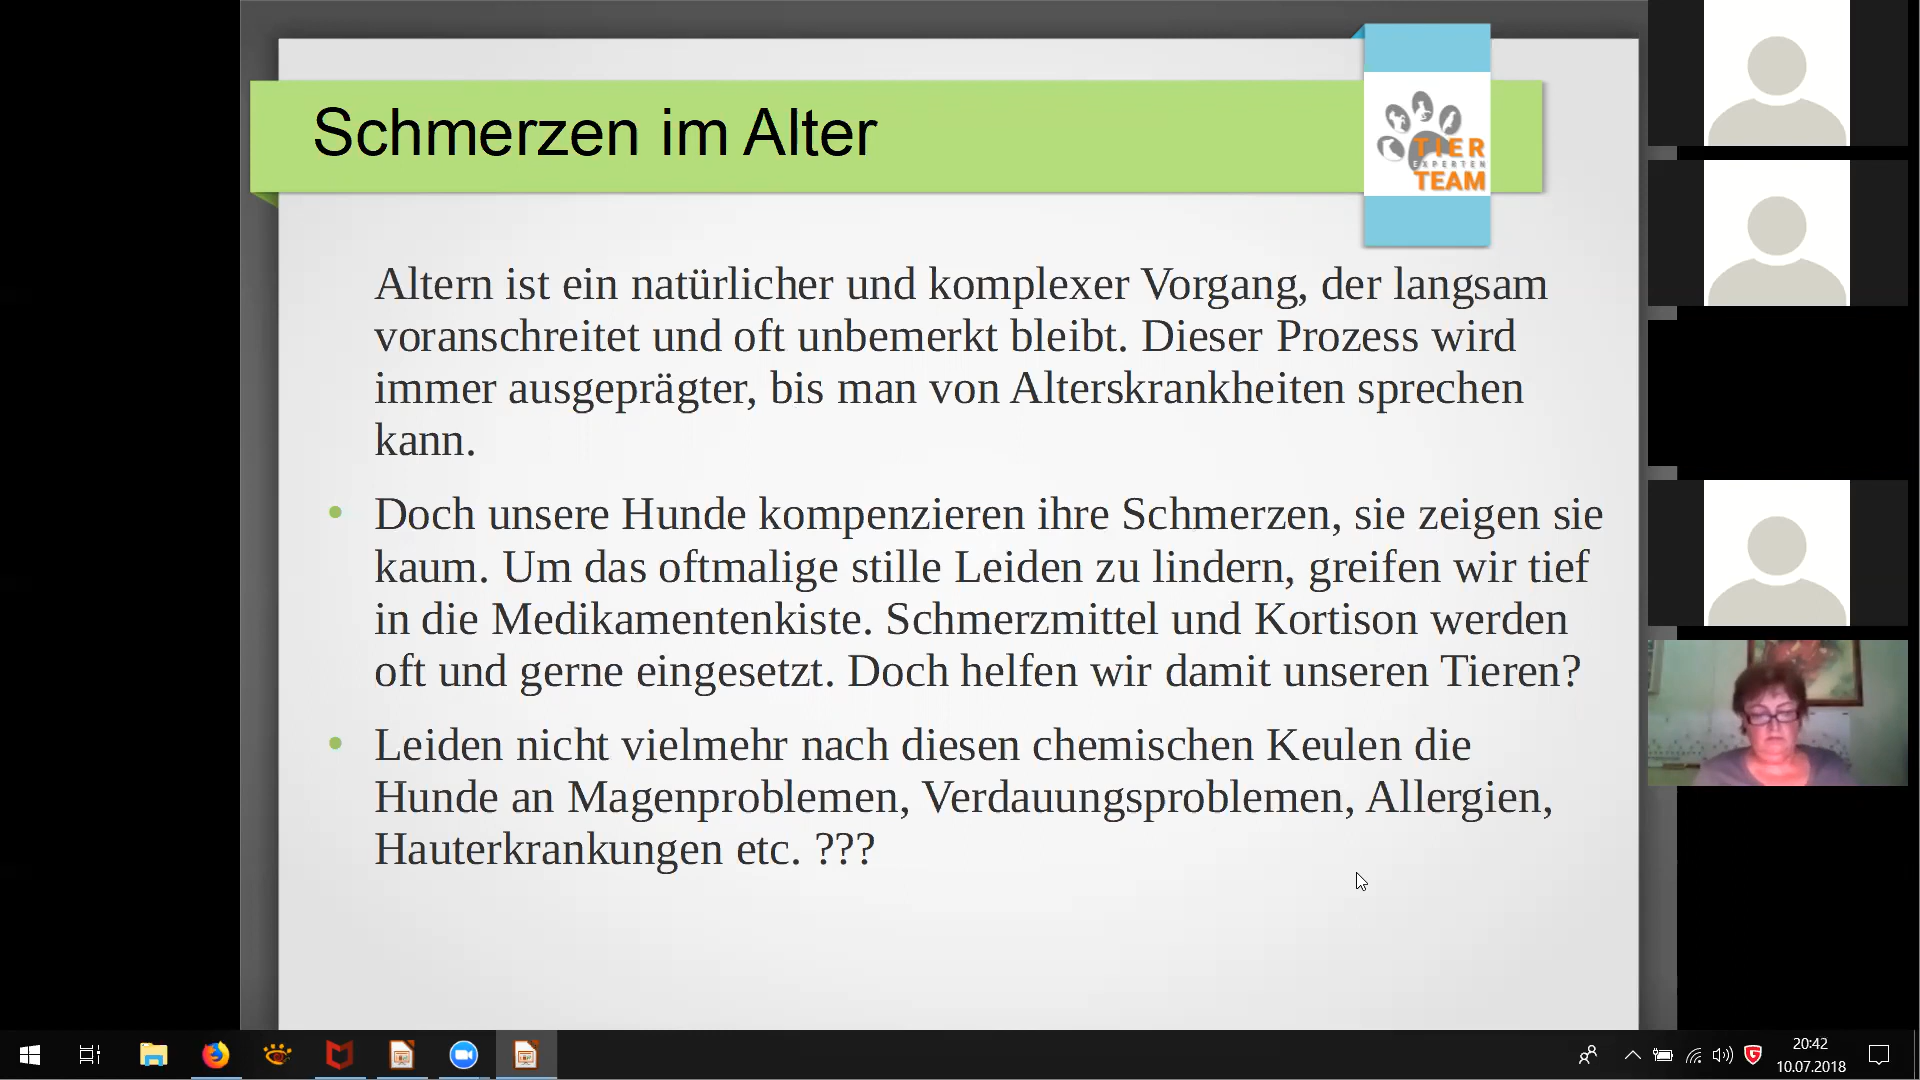 Schmerzen im Alter
TIER
EXPERTEN
TEAM
Altern ist ein natürlicher und komplexer Vorgang, der langsam
voranschreitet und oft unbemerkt bleibt. Dieser Prozess wird
immer ausgeprägter, bis man von Alterskrankheiten sprechen
kann.
• Doch unsere Hunde kompenzieren ihre Schmerzen, sie zeigen sie
kaum. Um das oftmalige stille Leiden zu lindern, greifen wir tief
in die Medikamentenkiste. Schmerzmittel und Kortison werden
oft und gerne eingesetzt. Doch helfen wir damit unseren Tieren?
• Leiden nicht vielmehr nach diesen chemischen Keulen die
Hunde an Magenproblemen, Verdauungsproblemen, Allergien,
Hauterkrankungen etc. ???
20:42
10.07.2018